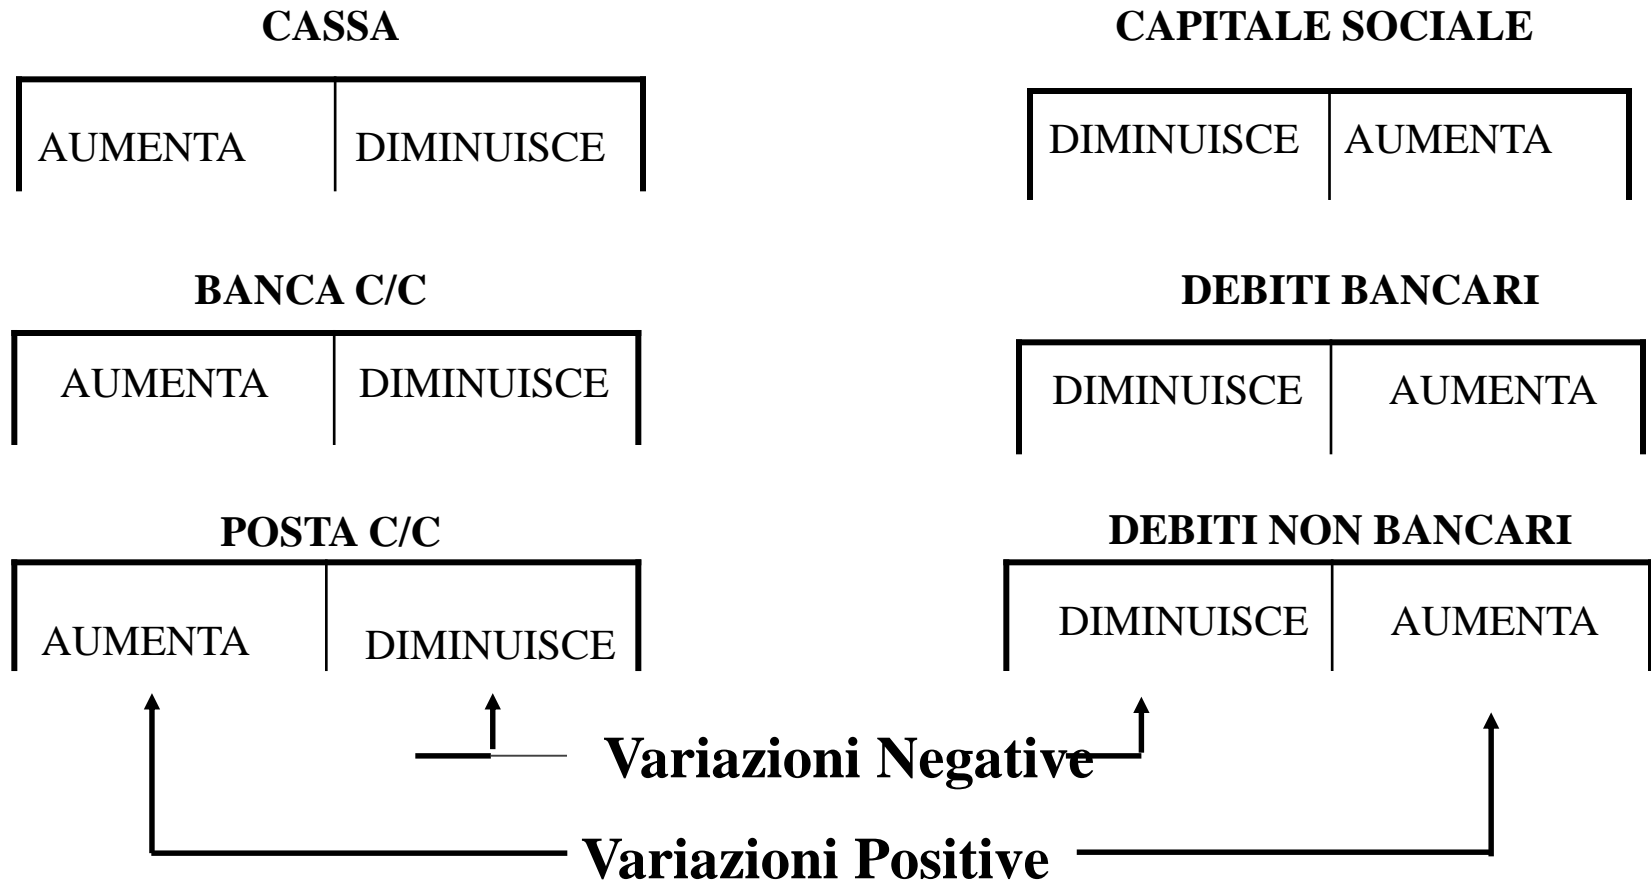 CASSA
CAPITALE SOCIALE
AUMENTA DIMINUISCE
DIMINUISCE AUMENTA
BANCA C/C
DEBITI BANCARI
AUMENTA DIMINUISCE
DIMINUISCE AUMENTA
POSTA C/C
DEBITI NON BANCARI
AUMENTA DIMINUISCE
DIMINUISCE AUMENTA
Variazioni Negative
Variazioni Positive